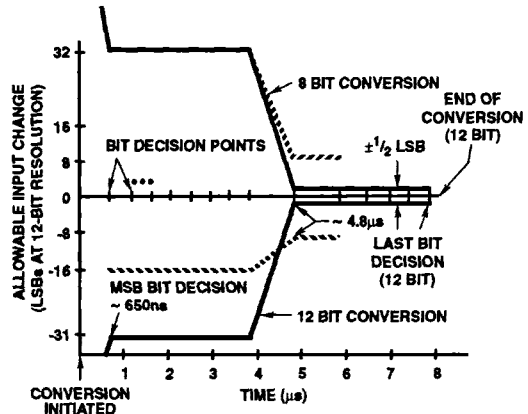 ALLOWABLE INPUT CHANGE
(LSBs AT 12-BIT RESOLUTION)
32
16
8
0
-8
-16
-31
8 BIT CONVERSION
END OF
CONVERSION
(12 BIT)
BIT DECISION POINTS
±1/2 LSB
~ 4.8μs
LAST BIT
DECISION
(12 BIT)
MSB BIT DECISION
~ 650ns
12 BIT CONVERSION
1 2 3 4 5 6 7 8
CONVERSION
INITIATED
TIME (μs)